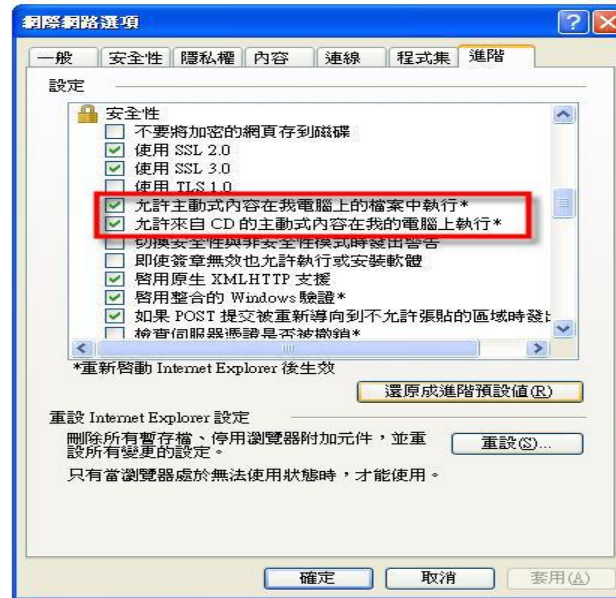 網際網路選項
一般 安全性 隱私權 內容 連線 程式集 進階
設定
安全性
不要將加密的網頁存到磁碟
使用 SSL 2.0
使用 SSL 3.0
使用 TLS 1.0
允許主動式內容在我電腦上的檔案中執行*
允許來自 CD 的主動式內容在我的電腦上執行*
切換安全性與非安全性模式時發出警告
即使簽章無效也允許執行或安裝軟體
啟用原生 XMLHTTP 支援
啟用整合的 Windows 驗證*
如果 POST 提交被重新導向到不允許張貼的區域時發
檢查伺服器憑證是否被撤銷*
*重新啟動 Internet Explorer 後生效
還原成進階預設值(R)
重設 Internet Explorer 設定
刪除所有暫存檔、停用瀏覽器附加元件,並重
設所有變更的設定。
重設(S)...
只有當瀏覽器處於無法使用狀態時,才能使用。
確定 取消 套用(A)